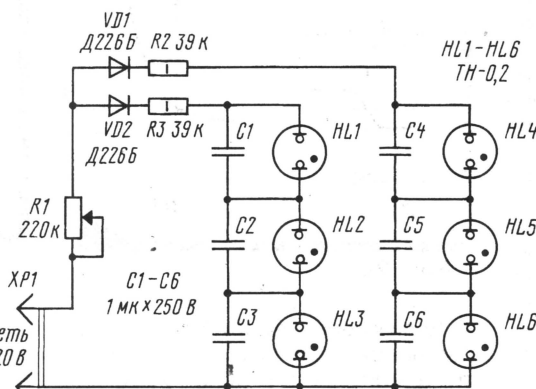 VD1
Д226Б
R2 39 к
HL1-HL6
ТН-0,2
VD2
R3 39 к
Д226Б
C1
HL1
C4
HL4
R1
220 к
C2
HL2
C5
HL5
XP1
C1-C6
1 мк × 250 В
C3
HL3
C6
HL6